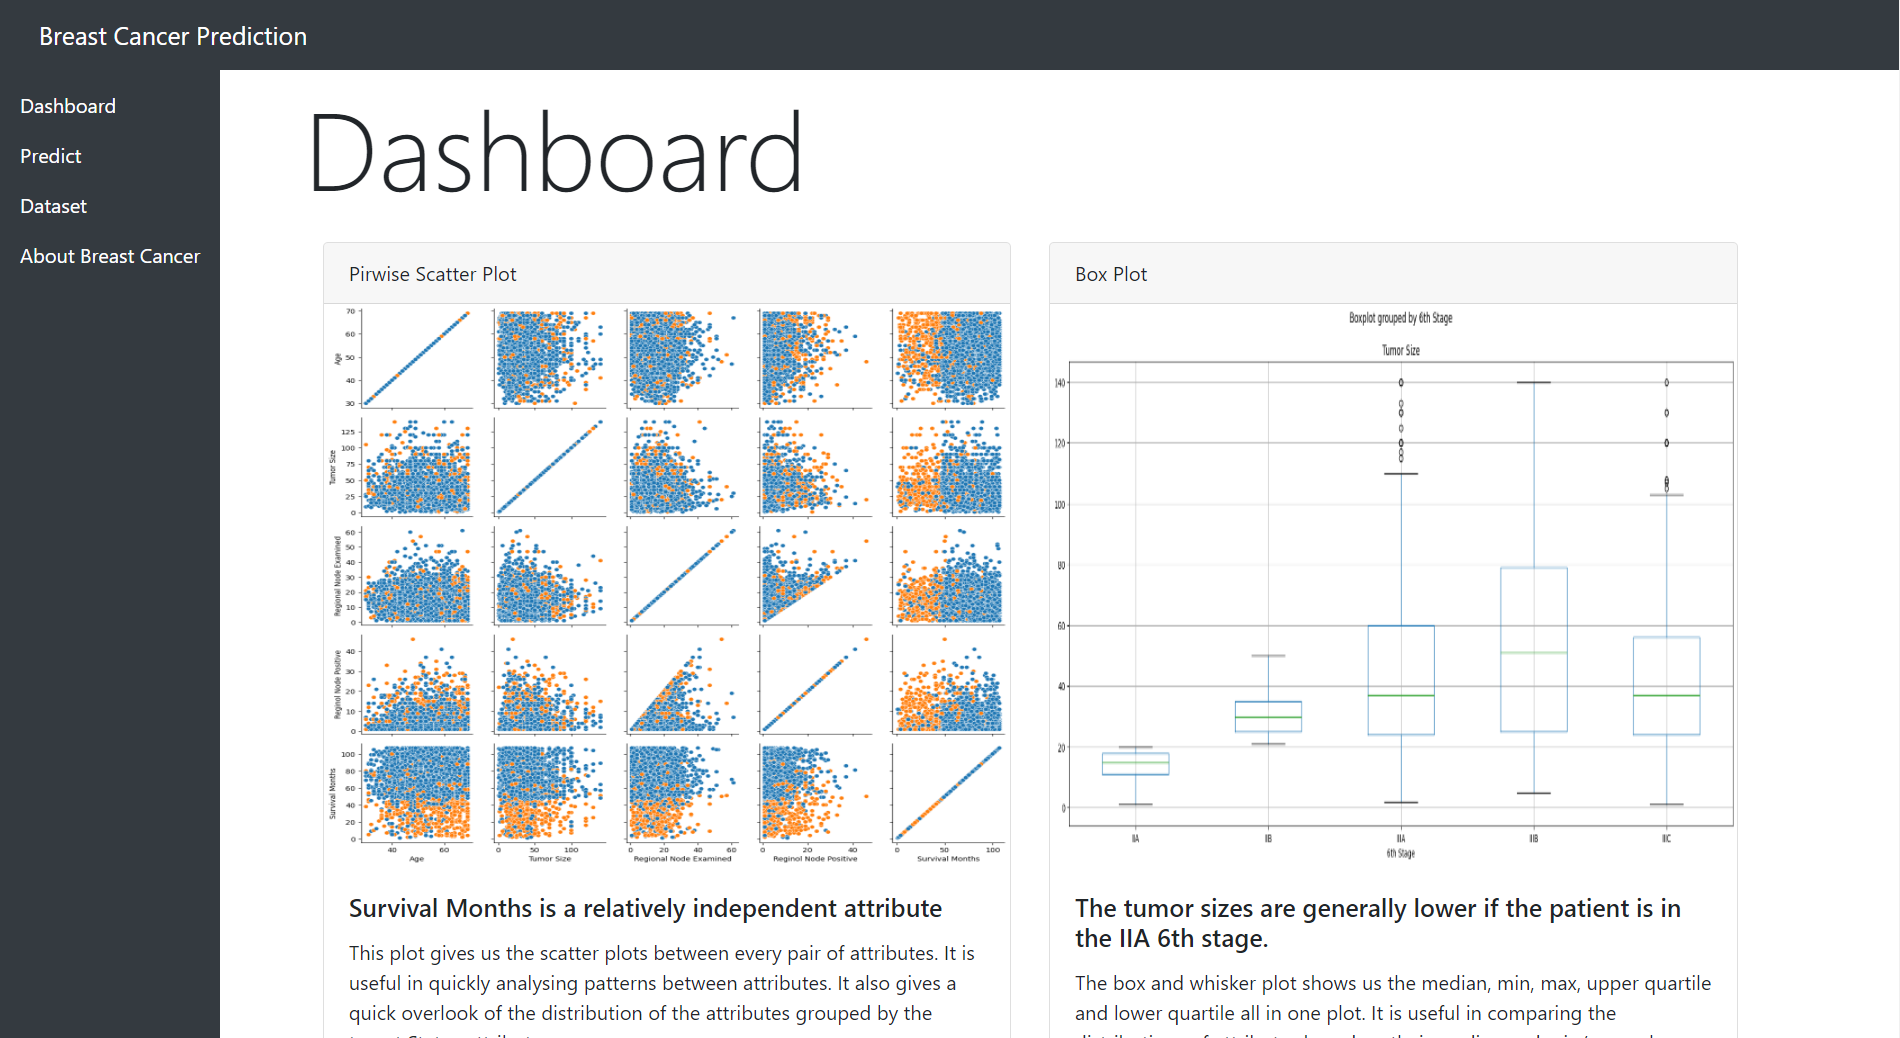 Breast Cancer Prediction
Dashboard
Predict
Dataset
About Breast Cancer
Dashboard
Pirwise Scatter Plot
70
60
50
40
30
Age
125
100
75
50
25
0
Tumor Size
60
50
40
30
20
10
0
Regional Node Examined
40
30
20
10
0
Reginol Node Positive
100
80
60
40
20
0
Survival Months
40 60
0 50 100
0 20 40 60
0 20 40
0 50 100
Age
Tumor Size
Regional Node Examined
Reginol Node Positive
Survival Months
Survival Months is a relatively independent attribute
This plot gives us the scatter plots between every pair of attributes. It is
useful in quickly analysing patterns between attributes. It also gives a
quick overlook of the distribution of the attributes grouped by the
Box Plot
Boxplot grouped by 6th Stage
Tumor Size
140
120
100
80
60
40
20
0
IIA IIB IIIA IIIB IIIC
6th Stage
The tumor sizes are generally lower if the patient is in
the IIA 6th stage.
The box and whisker plot shows us the median, min, max, upper quartile
and lower quartile all in one plot. It is useful in comparing the